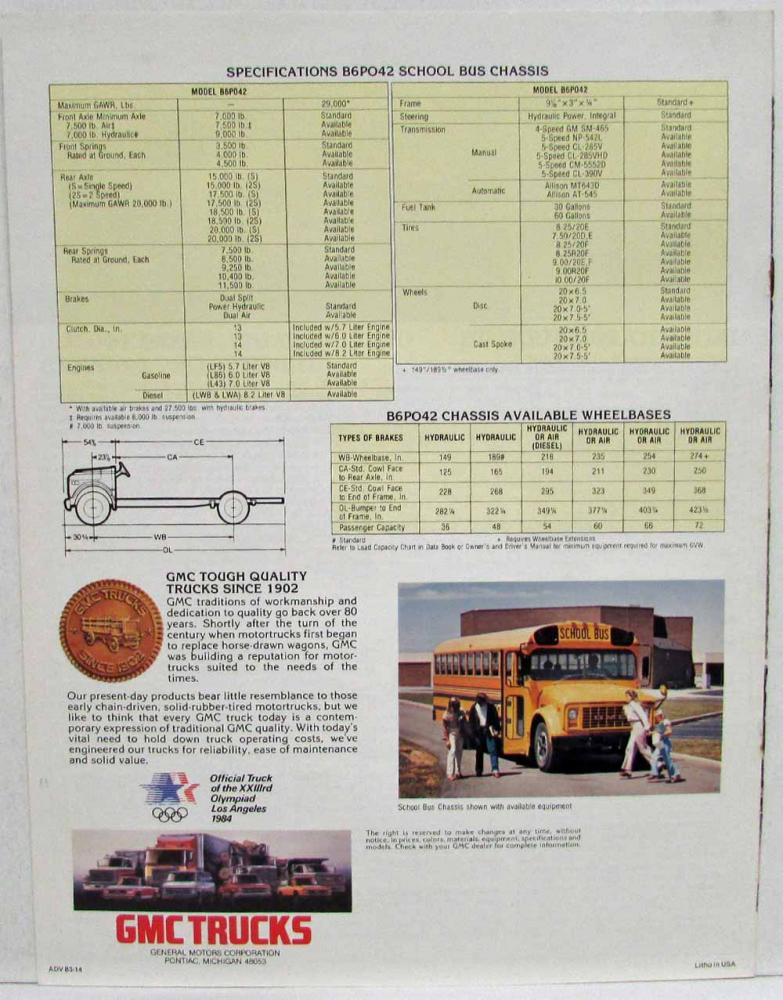 SPECIFICATIONS B6PO42 SCHOOL BUS CHASSIS
MODEL B6P042
Maximum GAWR, Lbs. — 29,000*
Front Axle Minimum Axle 7,000 lb. Standard
7,500 lb. Air‡ 7,500 lb.‡ Available
7,000 lb. Hydraulic# 9,000 lb. Available
Front Springs 3,500 lb. Standard
Rated at Ground, Each 4,000 lb. Available
4,500 lb. Available
Rear Axle 15,000 lb. (S) Standard
(S=Single Speed) 15,000 lb. (2S) Available
(2S=2 Speed) 17,500 lb. (S) Available
(Maximum GAWR 20,000 lb.) 17,500 lb. (2S) Available
18,500 lb. (S) Available
18,500 lb. (2S) Available
20,000 lb. (S) Available
20,000 lb. (2S) Available
Rear Springs 7,500 lb. Standard
Rated at Ground, Each 8,500 lb. Available
9,250 lb. Available
10,400 lb. Available
11,500 lb. Available
Brakes Dual Split
Power Hydraulic Standard
Dual Air Available
Clutch, Dia., In. 13 Included w/5.7 Liter Engine
13 Included w/6.0 Liter Engine
14 Included w/7.0 Liter Engine
14 Included w/8.2 Liter Engine
Engines (LF5) 5.7 Liter V8 Standard
Gasoline (L86) 6.0 Liter V8 Available
(L43) 7.0 Liter V8 Available
Diesel (LWB & LWA) 8.2 Liter V8 Available
* With available air brakes and 27,500 lbs. with hydraulic brakes.
‡ Requires available 8,000 lb. suspension.
# 7,000 lb. suspension.
MODEL B6P042
Frame 9⅛"×3"×¼" Standard+
Steering Hydraulic Power, Integral Standard
Transmission 4-Speed GM SM-465 Standard
5-Speed NP-542L Available
Manual 5-Speed CL-285V Available
5-Speed CL-285VHD Available
5-Speed CM-5552D Available
5-Speed CL-390V Available
Automatic Allison MT643D Available
Allison AT-545 Available
Fuel Tank 30 Gallons Standard
60 Gallons Available
Tires 8.25/20E Standard
7.50/20D,E Available
8.25/20F Available
8.25R20F Available
9.00/20E,F Available
9.00R20F Available
10.00/20F Available
Wheels 20×6.5 Standard
20×7.0 Available
Disc 20×7.0-5° Available
20×7.5-5° Available
20×6.5 Available
20×7.0 Available
Cast Spoke 20×7.0-5° Available
20×7.5-5° Available
+ 149"/189½" wheelbase only.
B6PO42 CHASSIS AVAILABLE WHEELBASES
TYPES OF BRAKES HYDRAULIC HYDRAULIC HYDRAULIC OR AIR (DIESEL) HYDRAULIC OR AIR HYDRAULIC OR AIR HYDRAULIC OR AIR
WB-Wheelbase, In. 149 189# 218 235 254 274+
CA-Std. Cowl Face to Rear Axle, In. 125 165 194 211 230 250
CE-Std. Cowl Face to End of Frame, In. 228 268 295 323 349 368
OL-Bumper to End of Frame, In. 282¼ 322¼ 349¼ 377¼ 403¼ 423½
Passenger Capacity 36 48 54 60 66 72
# Standard + Requires Wheelbase Extensions
Refer to Load Capacity Chart in Data Book or Owner's and Driver's Manual for minimum equipment required for maximum GVW.
54¼ CE
23¼ CA
30¾ WB
OL
GMC TRUCKS
SINCE 1902
GMC TOUGH QUALITY
TRUCKS SINCE 1902
GMC traditions of workmanship and
dedication to quality go back over 80
years. Shortly after the turn of the
century when motortrucks first began
to replace horse-drawn wagons, GMC
was building a reputation for motor-
trucks suited to the needs of the
times.
Our present-day products bear little resemblance to those
early chain-driven, solid-rubber-tired motortrucks, but we
like to think that every GMC truck today is a contem-
porary expression of traditional GMC quality. With today's
vital need to hold down truck operating costs, we've
engineered our trucks for reliability, ease of maintenance
and solid value.
Official Truck
of the XXIIIrd
Olympiad
Los Angeles
1984
SCHOOL BUS
School Bus Chassis shown with available equipment
The right is reserved to make changes at any time, without
notice, in prices, colors, materials, equipment, specifications and
models. Check with your GMC dealer for complete information.
GMC TRUCKS
GENERAL MOTORS CORPORATION
PONTIAC, MICHIGAN 48053
ADV 83-14
Litho in USA